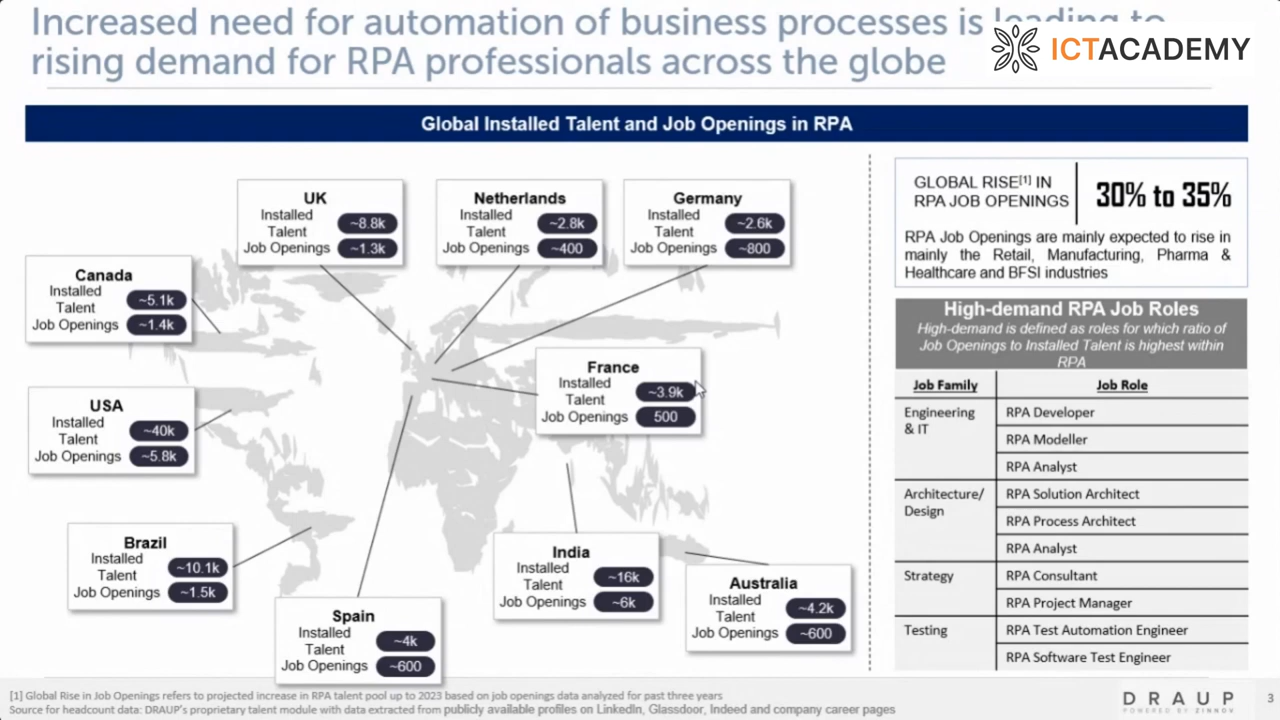 Increased need for automation of business processes is leading to
rising demand for RPA professionals across the globe
ICTACADEMY
Global Installed Talent and Job Openings in RPA
UK
Installed
Talent
~8.8k
Job Openings ~1.3k
Netherlands
Installed
Talent
~2.8k
Job Openings ~400
Germany
Installed
Talent
~2.6k
Job Openings ~800
Canada
Installed
Talent
~5.1k
Job Openings ~1.4k
France
Installed
Talent
~3.9k
Job Openings 500
USA
Installed
Talent
~40k
Job Openings ~5.8k
Brazil
Installed
Talent
~10.1k
Job Openings ~1.5k
India
Installed
Talent
~16k
Job Openings ~6k
Australia
Installed
Talent
~4.2k
Job Openings ~600
Spain
Installed
Talent
~4k
Job Openings ~600
GLOBAL RISE[1] IN
RPA JOB OPENINGS
30% to 35%
RPA Job Openings are mainly expected to rise in
mainly the Retail, Manufacturing, Pharma &
Healthcare and BFSI industries
High-demand RPA Job Roles
High-demand is defined as roles for which ratio of
Job Openings to Installed Talent is highest within
RPA
Job Family Job Role
Engineering
& IT
RPA Developer
RPA Modeller
RPA Analyst
Architecture/
Design
RPA Solution Architect
RPA Process Architect
RPA Analyst
Strategy
RPA Consultant
RPA Project Manager
Testing
RPA Test Automation Engineer
RPA Software Test Engineer
[1] Global Rise in Job Openings refers to projected increase in RPA talent pool up to 2023 based on job openings data analyzed for past three years
Source for headcount data: DRAUP's proprietary talent module with data extracted from publicly available profiles on LinkedIn, Glassdoor, Indeed and company career pages
DRAUP
POWERED BY ZINNOV
3